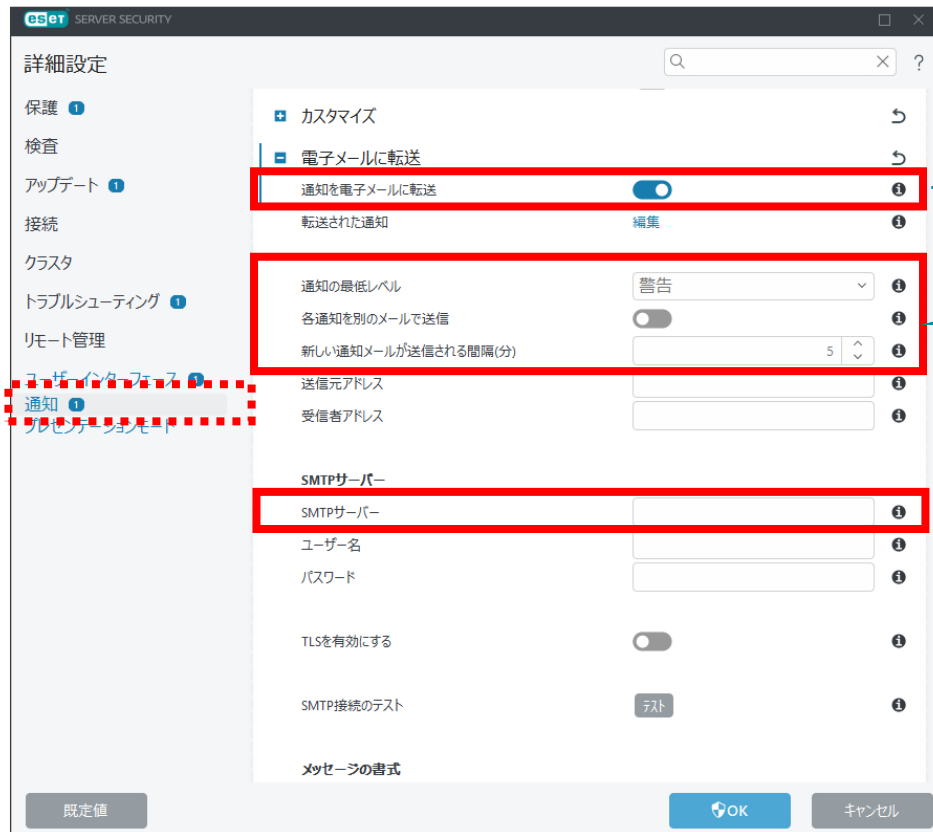 eset SERVER SECURITY
詳細設定
?
保護 1
検査
アップデート 1
接続
クラスタ
トラブルシューティング 1
リモート管理
ユーザーインターフェース 1
通知 1
プレゼンテーションモード
カスタマイズ
電子メールに転送
通知を電子メールに転送
転送された通知 編集
通知の最低レベル 警告
各通知を別のメールで送信
新しい通知メールが送信される間隔(分) 5
送信元アドレス
受信者アドレス
SMTPサーバー
SMTPサーバー
ユーザー名
パスワード
TLSを有効にする
SMTP接続のテスト テスト
メッセージの書式
既定値 OK キャンセル